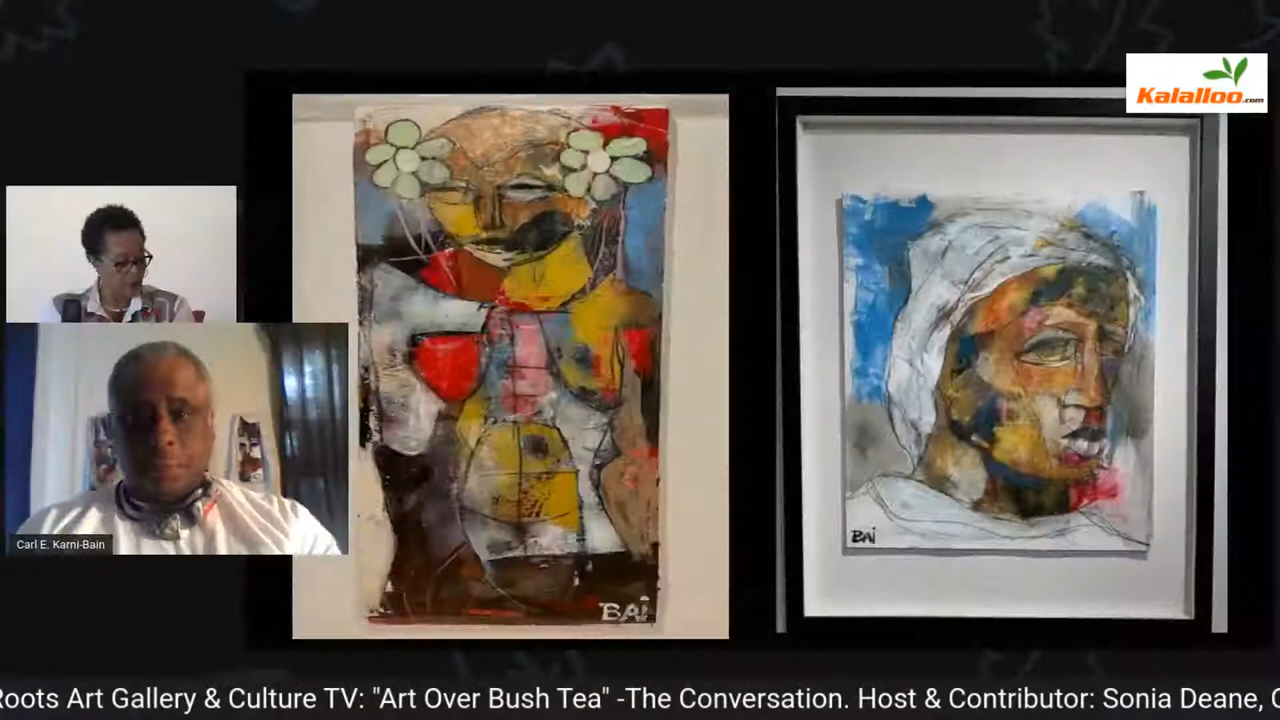 Kalalloo.com
BAi
BAi
Carl E. Karni-Bain
Roots Art Gallery & Culture TV: "Art Over Bush Tea" -The Conversation. Host & Contributor: Sonia Deane,